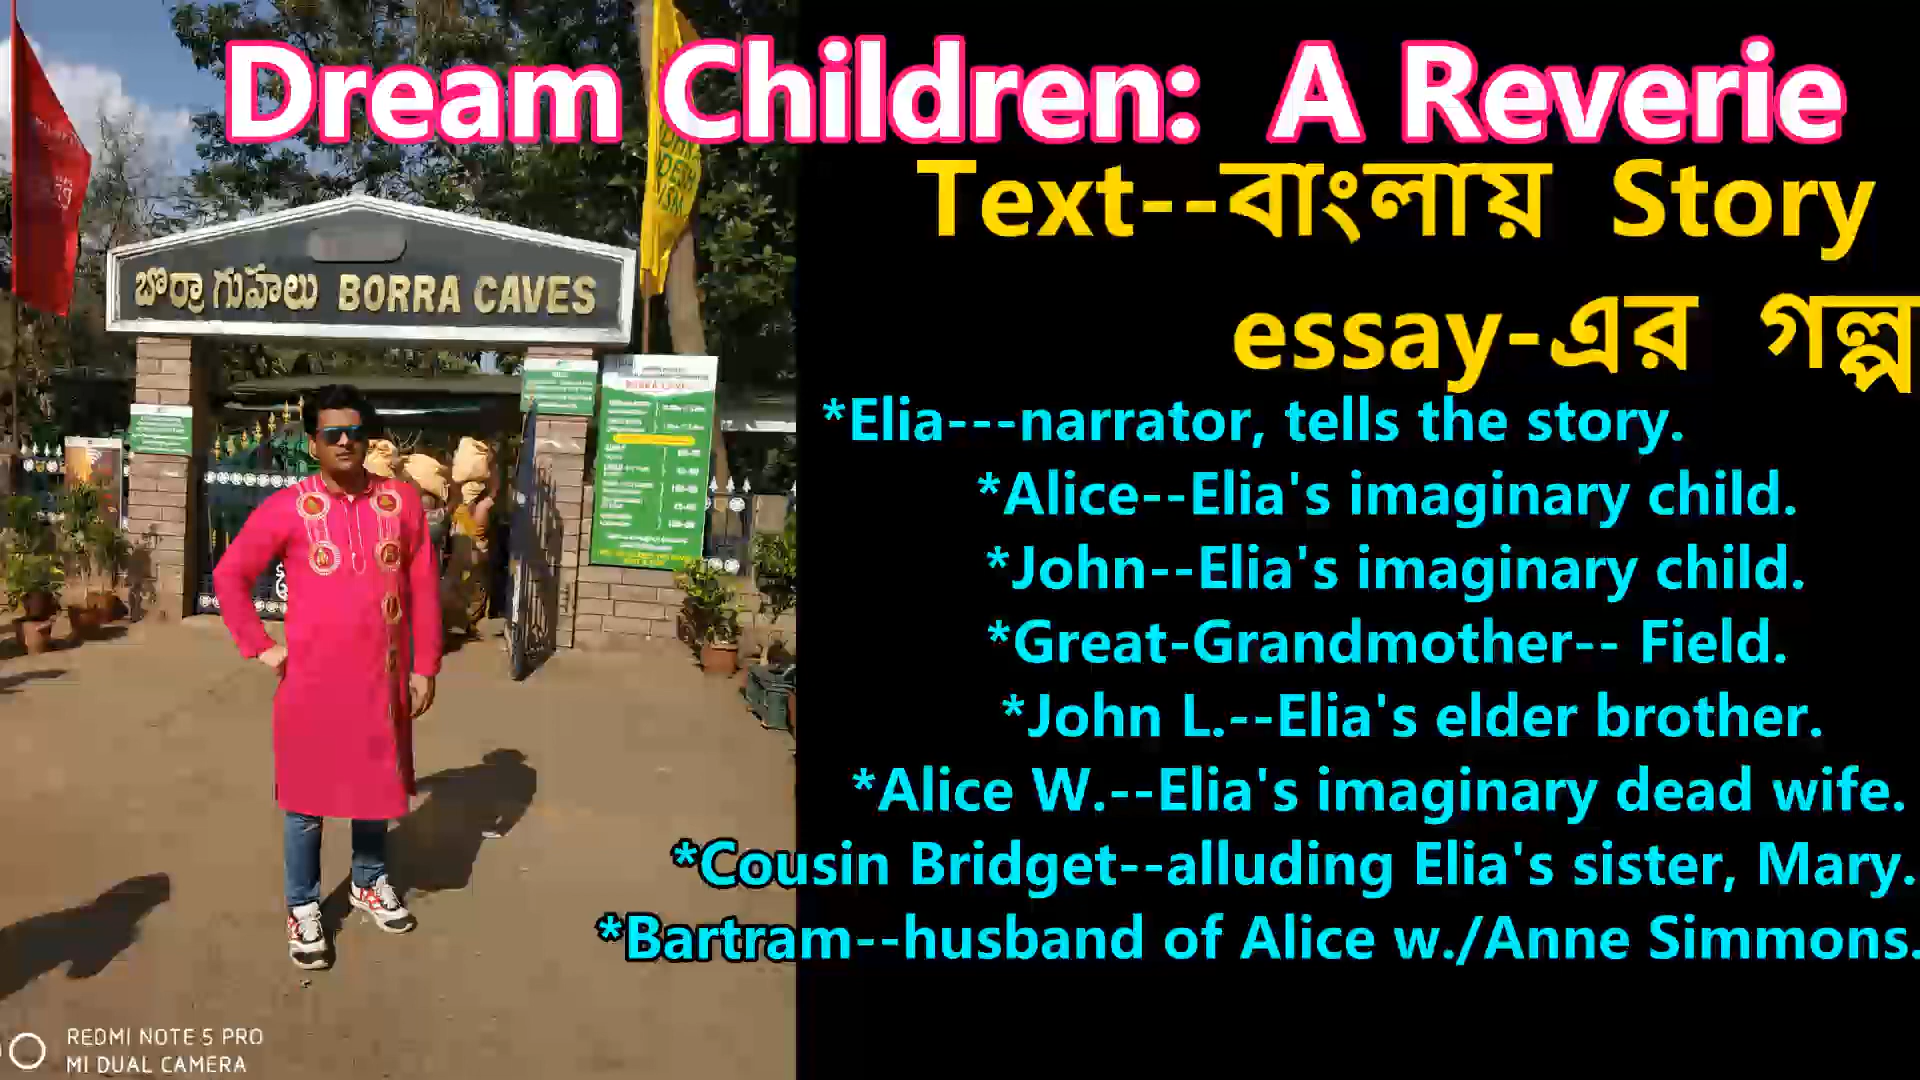 Dream Children: A Reverie
Text--বাংলায় Story
essay-এর গল্প
*Elia---narrator, tells the story.
*Alice--Elia's imaginary child.
*John--Elia's imaginary child.
*Great-Grandmother-- Field.
*John L.--Elia's elder brother.
*Alice W.--Elia's imaginary dead wife.
*Cousin Bridget--alluding Elia's sister, Mary.
*Bartram--husband of Alice w./Anne Simmons.
బొర్రా గుహలు BORRA CAVES
BORRA CAVES
REDMI NOTE 5 PRO
MI DUAL CAMERA